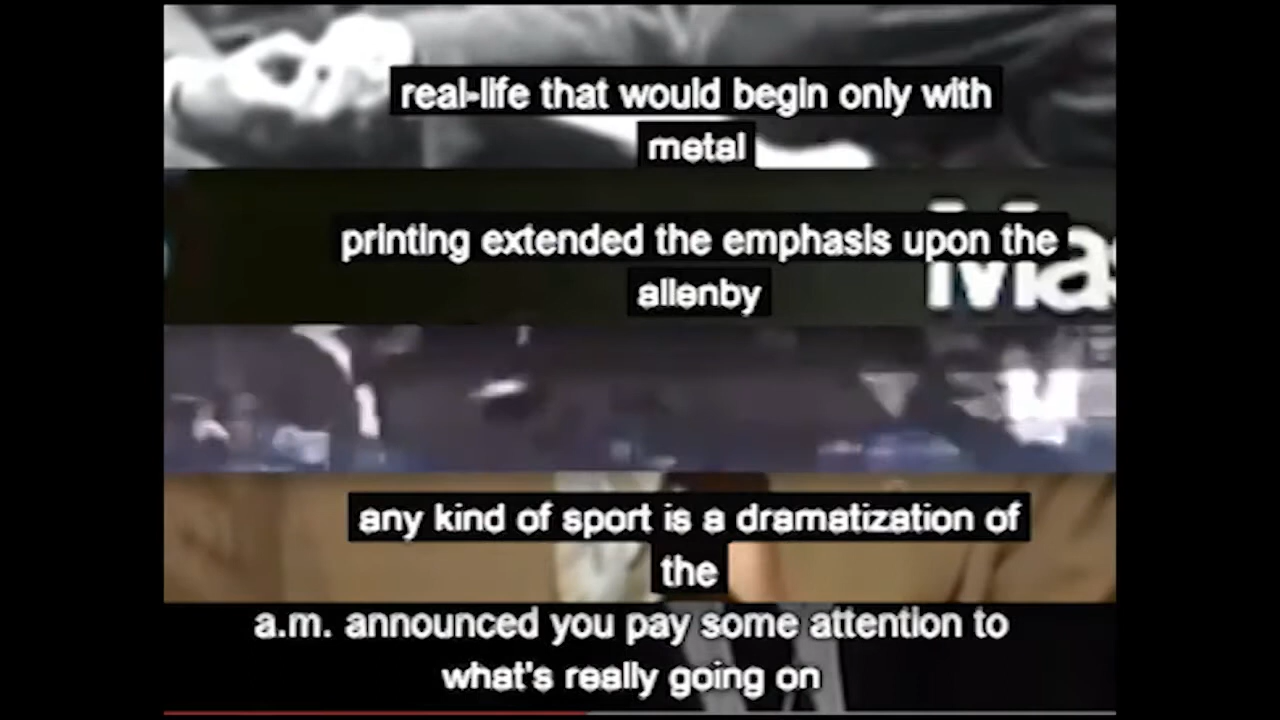 real-life that would begin only with
metal
printing extended the emphasis upon the
allenby
any kind of sport is a dramatization of
the
a.m. announced you pay some attention to
what's really going on